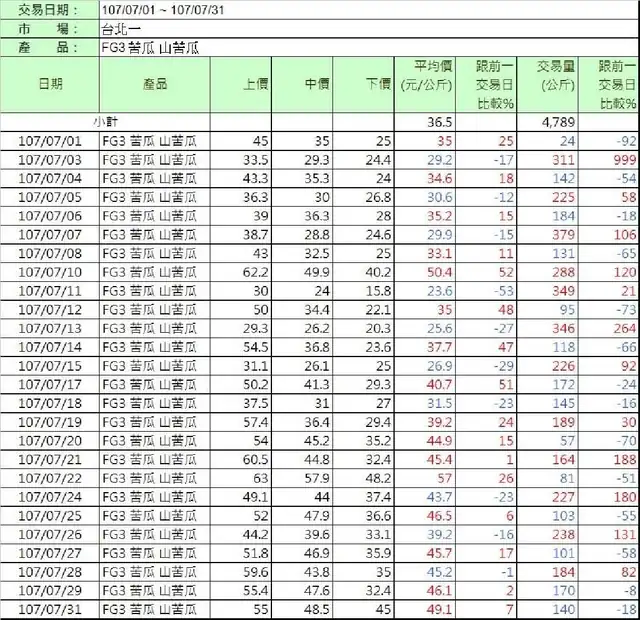 交易日期： 107/07/01 ~ 107/07/31
市 場： 台北一
產 品： FG3 苦瓜 山苦瓜
日期 產品 上價 中價 下價 平均價(元/公斤) 跟前一交易日比較% 交易量(公斤) 跟前一交易日比較%
小計 36.5 4,789
107/07/01 FG3 苦瓜 山苦瓜 45 35 25 35 25 24 -92
107/07/03 FG3 苦瓜 山苦瓜 33.5 29.3 24.4 29.2 -17 311 999
107/07/04 FG3 苦瓜 山苦瓜 43.3 35.3 24 34.6 18 142 -54
107/07/05 FG3 苦瓜 山苦瓜 36.3 30 26.8 30.6 -12 225 58
107/07/06 FG3 苦瓜 山苦瓜 39 36.3 28 35.2 15 184 -18
107/07/07 FG3 苦瓜 山苦瓜 38.7 28.8 24.6 29.9 -15 379 106
107/07/08 FG3 苦瓜 山苦瓜 43 32.5 25 33.1 11 131 -65
107/07/10 FG3 苦瓜 山苦瓜 62.2 49.9 40.2 50.4 52 288 120
107/07/11 FG3 苦瓜 山苦瓜 30 24 15.8 23.6 -53 349 21
107/07/12 FG3 苦瓜 山苦瓜 50 34.4 22.1 35 48 95 -73
107/07/13 FG3 苦瓜 山苦瓜 29.3 26.2 20.3 25.6 -27 346 264
107/07/14 FG3 苦瓜 山苦瓜 54.5 36.8 23.6 37.7 47 118 -66
107/07/15 FG3 苦瓜 山苦瓜 31.1 26.1 25 26.9 -29 226 92
107/07/17 FG3 苦瓜 山苦瓜 50.2 41.3 29.3 40.7 51 172 -24
107/07/18 FG3 苦瓜 山苦瓜 37.5 31 27 31.5 -23 145 -16
107/07/19 FG3 苦瓜 山苦瓜 57.4 36.4 29.4 39.2 24 189 30
107/07/20 FG3 苦瓜 山苦瓜 54 45.2 35.2 44.9 15 57 -70
107/07/21 FG3 苦瓜 山苦瓜 60.5 44.8 32.4 45.4 1 164 188
107/07/22 FG3 苦瓜 山苦瓜 63 57.9 48.2 57 26 81 -51
107/07/24 FG3 苦瓜 山苦瓜 49.1 44 37.4 43.7 -23 227 180
107/07/25 FG3 苦瓜 山苦瓜 52 47.9 36.6 46.5 6 103 -55
107/07/26 FG3 苦瓜 山苦瓜 44.2 39.6 33.1 39.2 -16 238 131
107/07/27 FG3 苦瓜 山苦瓜 51.8 46.9 35.9 45.7 17 101 -58
107/07/28 FG3 苦瓜 山苦瓜 59.6 43.8 35 45.2 -1 184 82
107/07/29 FG3 苦瓜 山苦瓜 55.4 47.6 32.4 46.1 2 170 -8
107/07/31 FG3 苦瓜 山苦瓜 55 48.5 45 49.1 7 140 -18